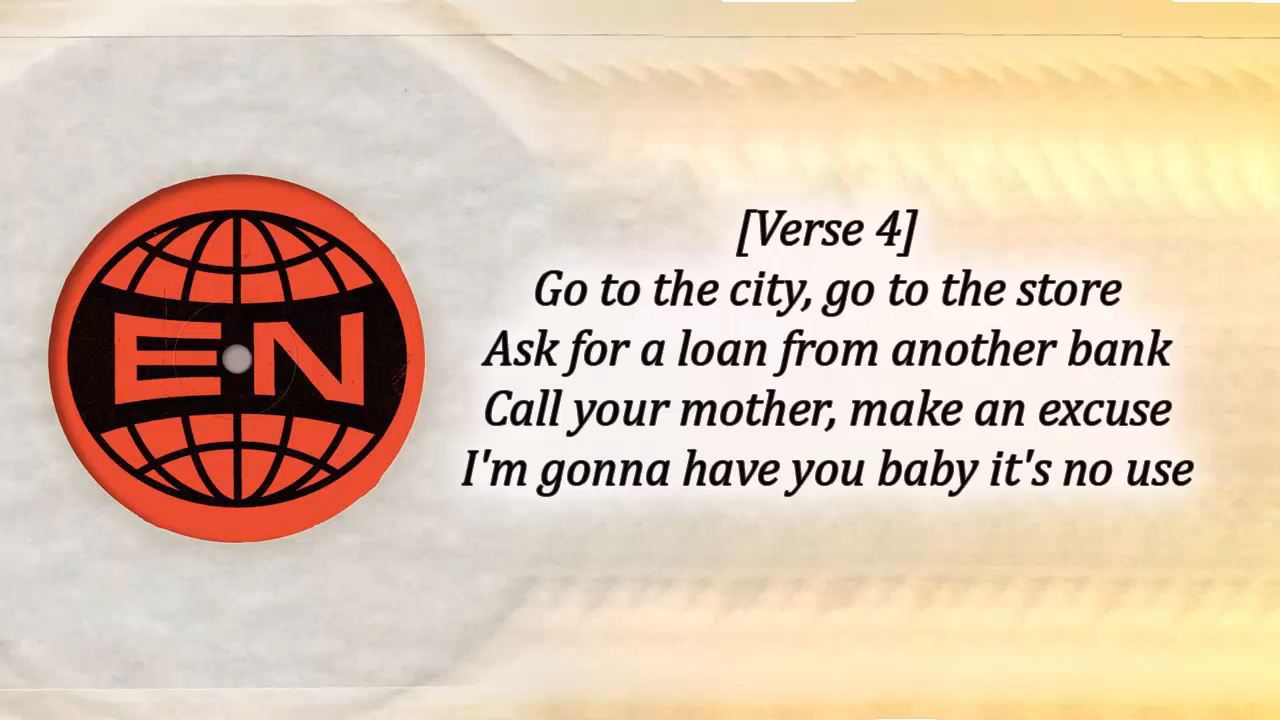 EN
[Verse 4]
Go to the city, go to the store
Ask for a loan from another bank
Call your mother, make an excuse
I'm gonna have you baby it's no use